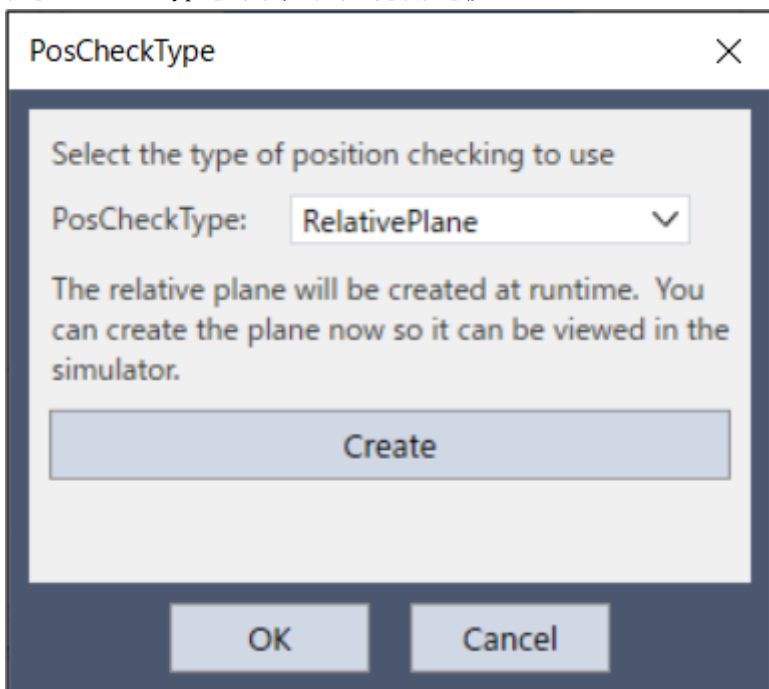 PosCheckType
Select the type of position checking to use
PosCheckType: RelativePlane
The relative plane will be created at runtime. You
can create the plane now so it can be viewed in the
simulator.
Create
OK Cancel